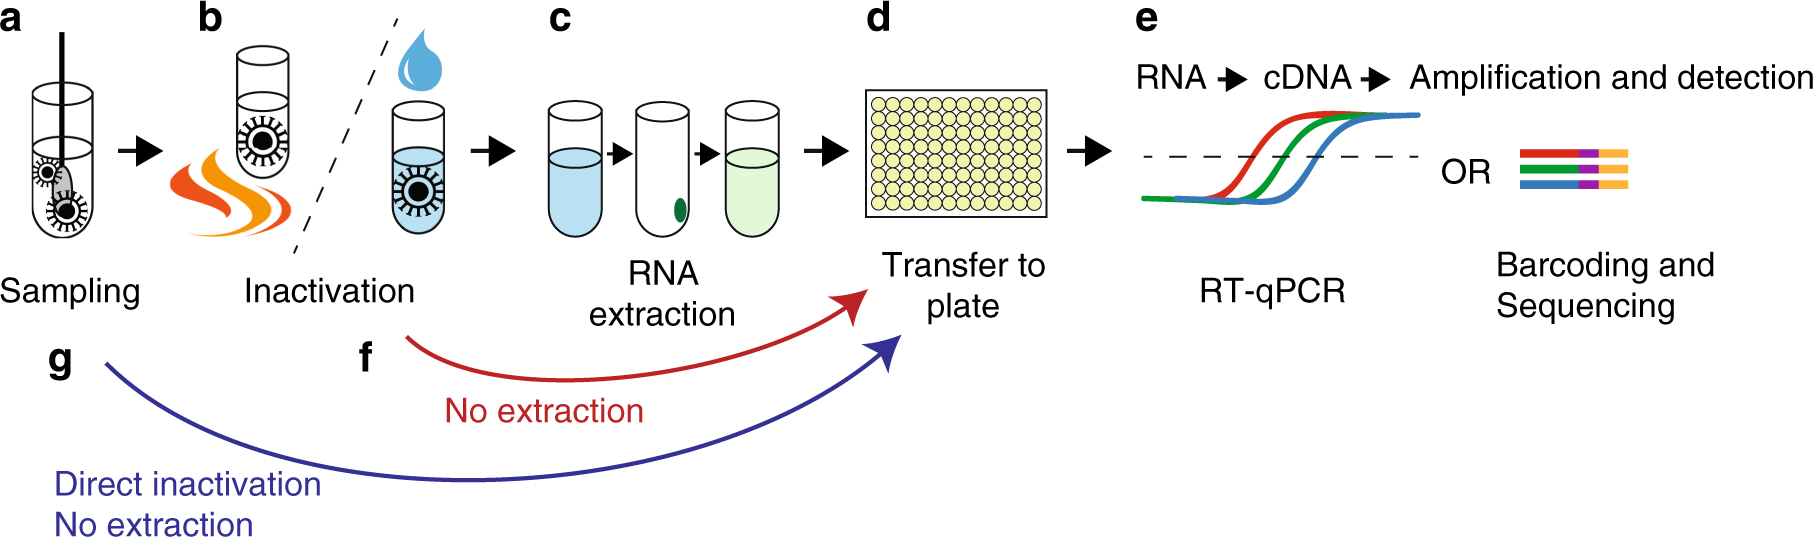 a
b
c
d
e
RNA cDNA Amplification and detection
OR
Sampling
Inactivation
RNA
extraction
Transfer to
plate
RT-qPCR
Barcoding and
Sequencing
g
f
No extraction
Direct inactivation
No extraction